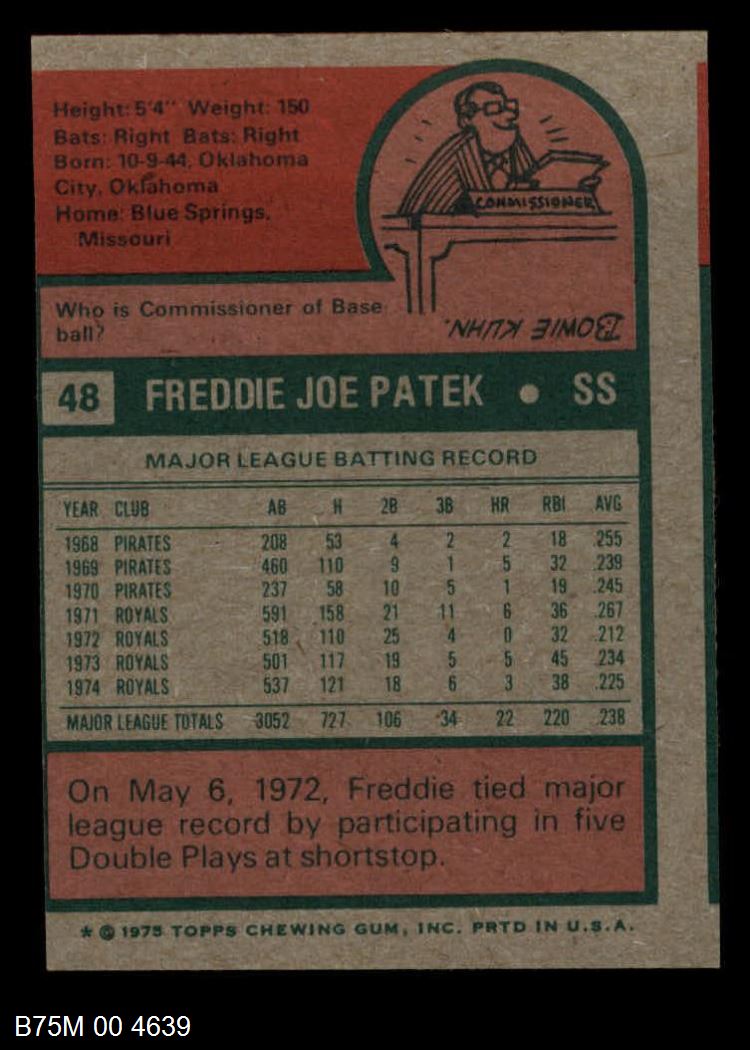 Height: 5'4" Weight: 150
Bats: Right Bats: Right
Born: 10-9-44, Oklahoma
City, Oklahoma
Home: Blue Springs,
Missouri
COMMISSIONER
Who is Commissioner of Base
ball?
BOWIE KUHN.
48 FREDDIE JOE PATEK • SS
MAJOR LEAGUE BATTING RECORD
YEAR CLUB AB H 2B 3B HR RBI AVG
1968 PIRATES 208 53 4 2 2 18 .255
1969 PIRATES 460 110 9 1 5 32 .239
1970 PIRATES 237 58 10 5 1 19 .245
1971 ROYALS 591 158 21 11 6 36 .267
1972 ROYALS 518 110 25 4 0 32 .212
1973 ROYALS 501 117 19 5 5 45 .234
1974 ROYALS 537 121 18 6 3 38 .225
MAJOR LEAGUE TOTALS 3052 727 106 34 22 220 .238
On May 6, 1972, Freddie tied major
league record by participating in five
Double Plays at shortstop.
* © 1975 TOPPS CHEWING GUM, INC. PRTD IN U.S.A.
B75M 00 4639